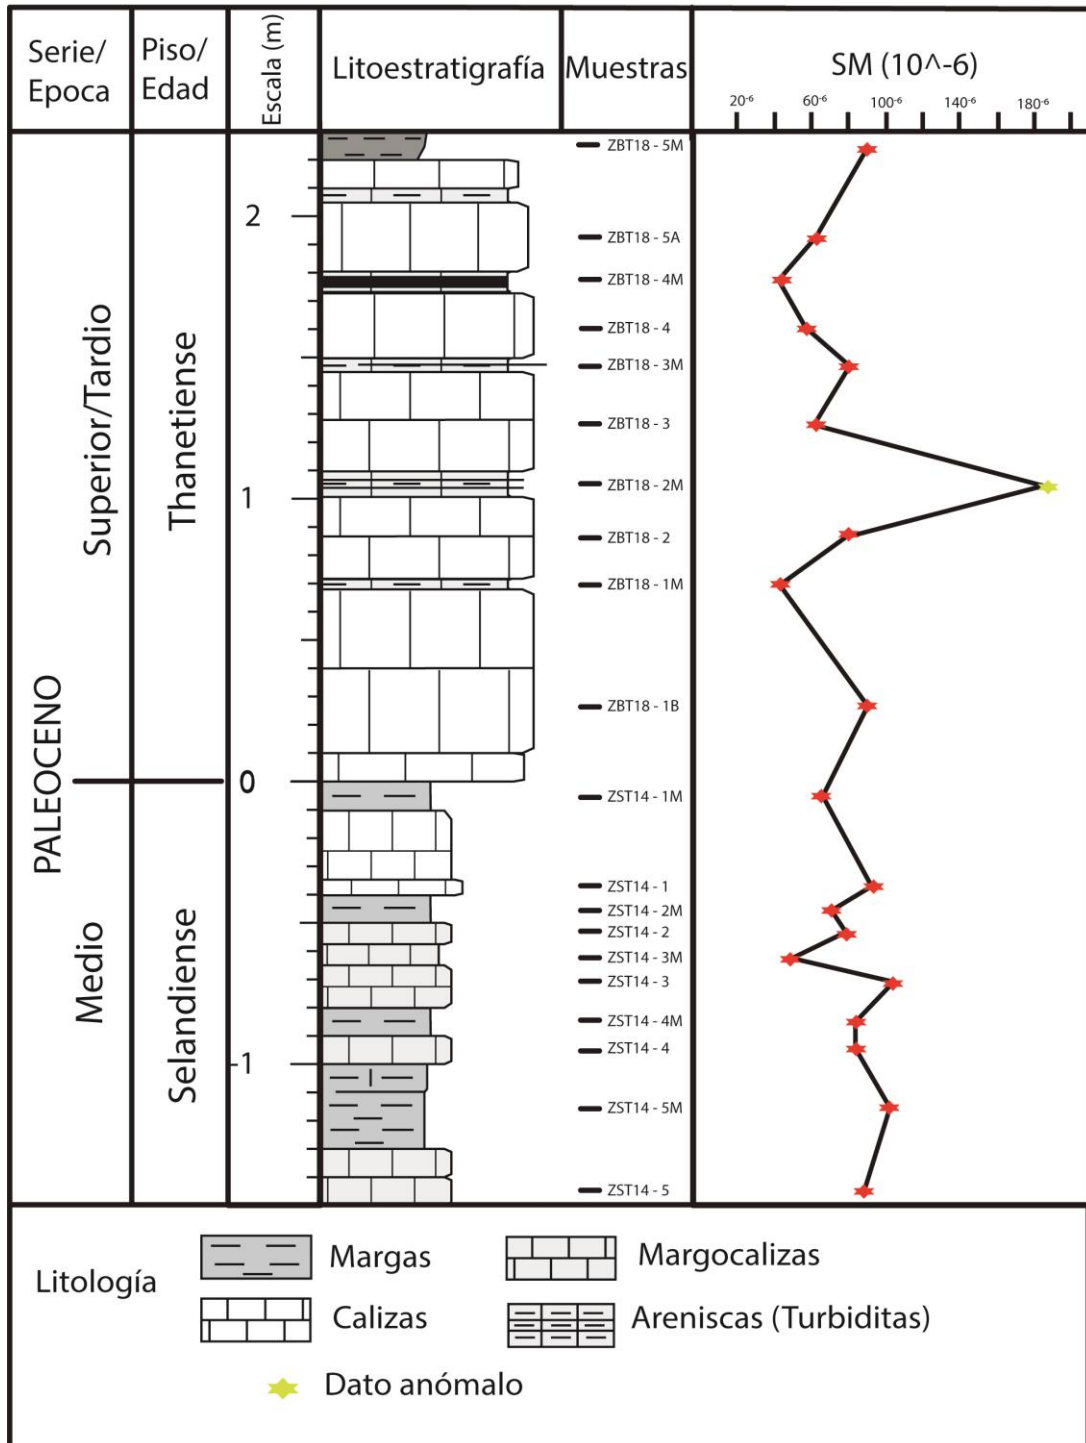 Serie/
Epoca
Piso/
Edad
Escala (m)
Litoestratigrafía
Muestras
SM (10^-6)
20-6
60-6
100-6
140-6
180-6
PALEOCENO
Superior/Tardio
Medio
Thanetiense
Selandiense
2
1
0
-1
ZBT18 - 5M
ZBT18 - 5A
ZBT18 - 4M
ZBT18 - 4
ZBT18 - 3M
ZBT18 - 3
ZBT18 - 2M
ZBT18 - 2
ZBT18 - 1M
ZBT18 - 1B
ZST14 - 1M
ZST14 - 1
ZST14 - 2M
ZST14 - 2
ZST14 - 3M
ZST14 - 3
ZST14 - 4M
ZST14 - 4
ZST14 - 5M
ZST14 - 5
Litología
Margas
Margocalizas
Calizas
Areniscas (Turbiditas)
Dato anómalo